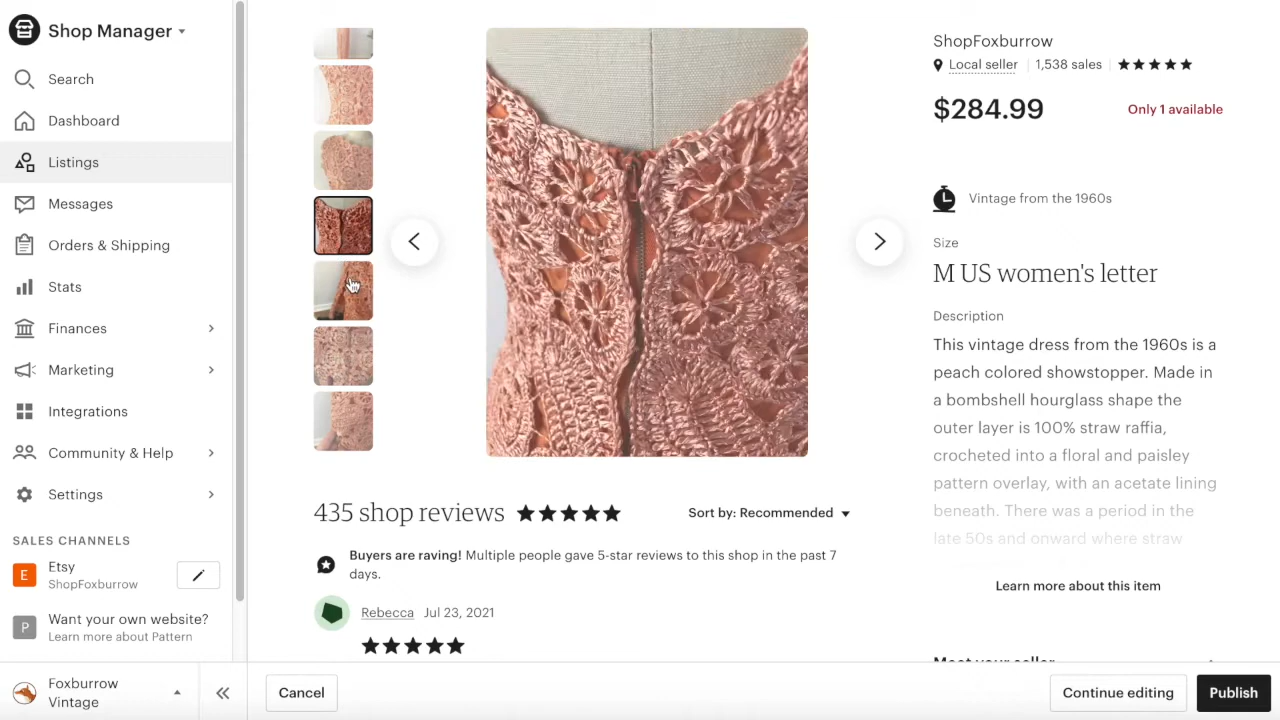 Shop Manager
Search
Dashboard
Listings
Messages
Orders & Shipping
Stats
Finances
Marketing
Integrations
Community & Help
Settings
SALES CHANNELS
E
Etsy
ShopFoxburrow
P
Want your own website?
Learn more about Pattern
Foxburrow
Vintage
435 shop reviews
Sort by: Recommended
Buyers are raving! Multiple people gave 5-star reviews to this shop in the past 7
days.
Rebecca Jul 23, 2021
ShopFoxburrow
Local seller 1,538 sales
$284.99 Only 1 available
Vintage from the 1960s
Size
M US women's letter
Description
This vintage dress from the 1960s is a
peach colored showstopper. Made in
a bombshell hourglass shape the
outer layer is 100% straw raffia,
crocheted into a floral and paisley
pattern overlay, with an acetate lining
beneath. There was a period in the
late 50s and onward where straw
Learn more about this item
Meet your seller
Cancel
Continue editing
Publish